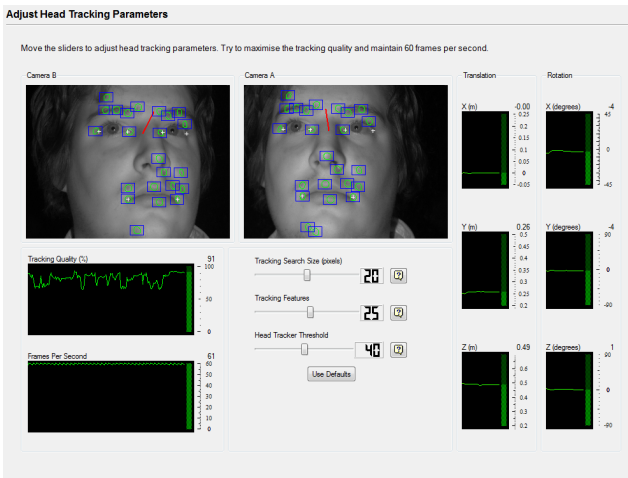 Adjust Head Tracking Parameters
Move the sliders to adjust head tracking parameters. Try to maximise the tracking quality and maintain 60 frames per second.
Camera B
Camera A
Translation
Rotation
X (m) -0.00
0.25
0.2
0.15
0.1
0.05
0
-0.05
X (degrees) -4
45
0
-45
Y (m) 0.26
0.5
0.45
0.4
0.35
0.3
0.25
0.2
Y (degrees) -4
90
0
-90
Z (m) 0.49
0.6
0.5
0.4
0.3
0.2
Z (degrees) 1
90
0
-90
Tracking Quality (%) 91
100
50
0
Frames Per Second 61
60
50
40
30
20
10
0
Tracking Search Size (pixels)
20 ?
Tracking Features
25 ?
Head Tracker Threshold
40 ?
Use Defaults